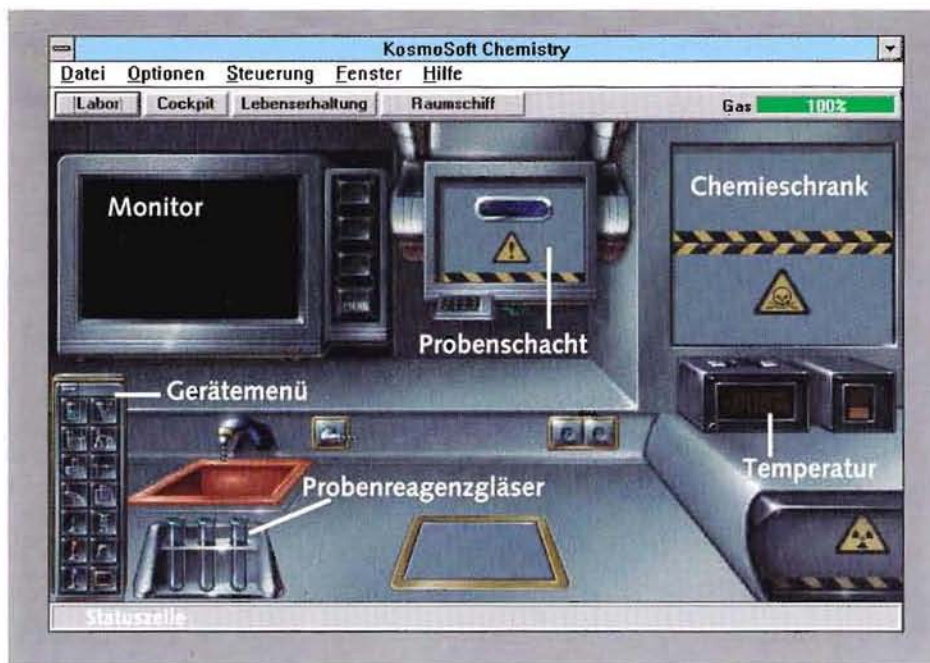 KosmoSoft Chemistry
Datei Optionen Steuerung Fenster Hilfe
Labor Cockpit Lebenserhaltung Raumschiff Gas 100%
Monitor
Chemieschrank
Probenschacht
Gerätemenü
Temperatur
Probenreagenzgläser
Statuszeile